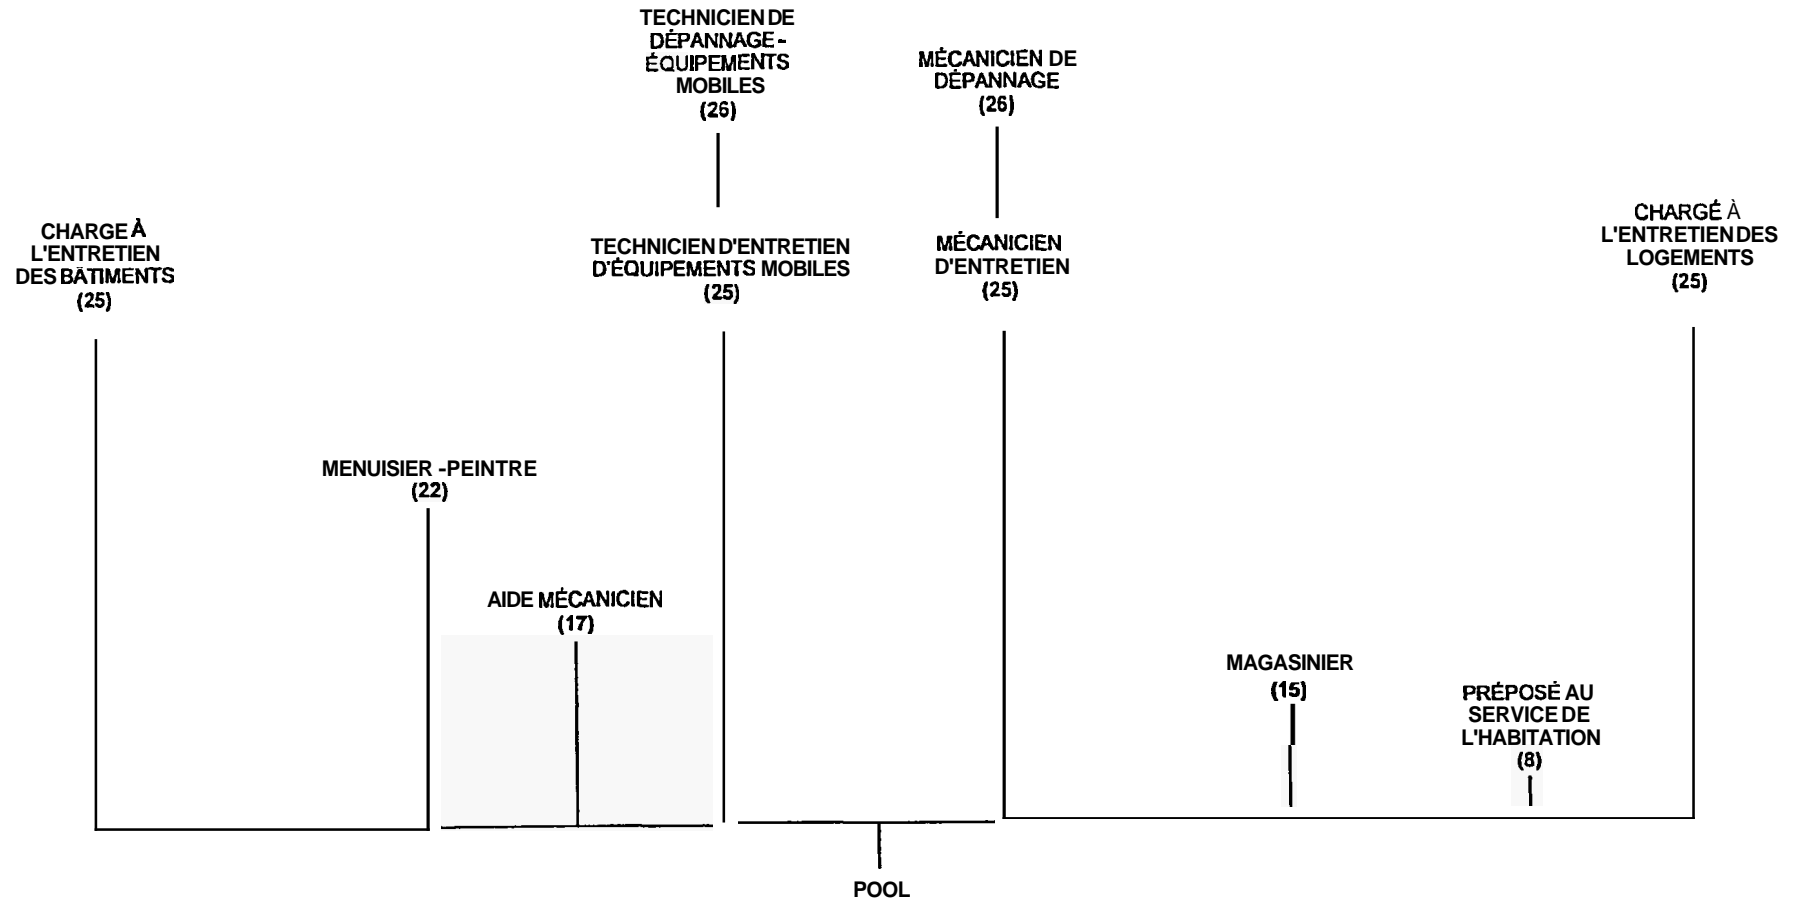 TECHNICIEN DE
DÉPANNAGE -
ÉQUIPEMENTS
MOBILES
(26)
MÉCANICIEN DE
DÉPANNAGE
(26)
CHARGE À
L'ENTRETIEN
DES BÂTIMENTS
(25)
TECHNICIEN D'ENTRETIEN
D'ÉQUIPEMENTS MOBILES
(25)
MÉCANICIEN
D'ENTRETIEN
(25)
CHARGÉ À
L'ENTRETIEN DES
LOGEMENTS
(25)
MENUISIER -PEINTRE
(22)
AIDE MÉCANICIEN
(17)
MAGASINIER
(15)
PRÉPOSÉ AU
SERVICE DE
L'HABITATION
(8)
POOL